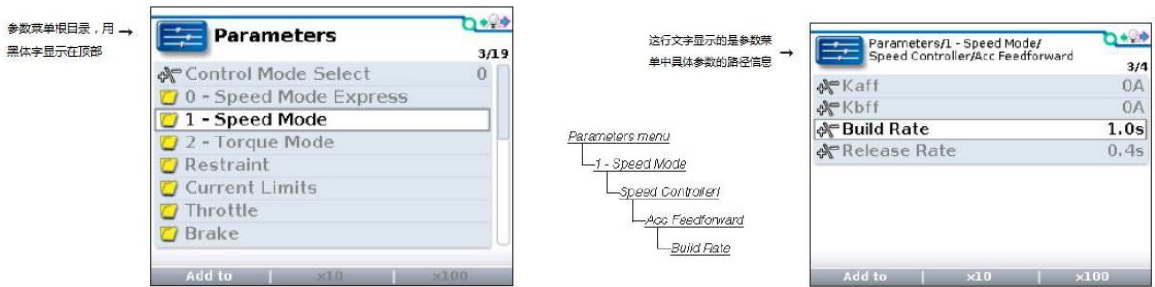 参数菜单根目录，用 →
黑体字显示在顶部
Parameters
3/19
Control Mode Select 0
0 - Speed Mode Express
1 - Speed Mode
2 - Torque Mode
Restraint
Current Limits
Throttle
Brake
Add to | ×10 | ×100
这行文字显示的是参数菜
单中具体参数的路径信息 →
Parameters menu
1 - Speed Mode
Speed Controllerl
Acc Feedforward
Build Rate
Parameters/1 - Speed Mode/
Speed Controller/Acc Feedforward
3/4
Kaff 0A
Kbff 0A
Build Rate 1.0s
Release Rate 0.4s
Add to | ×10 | ×100